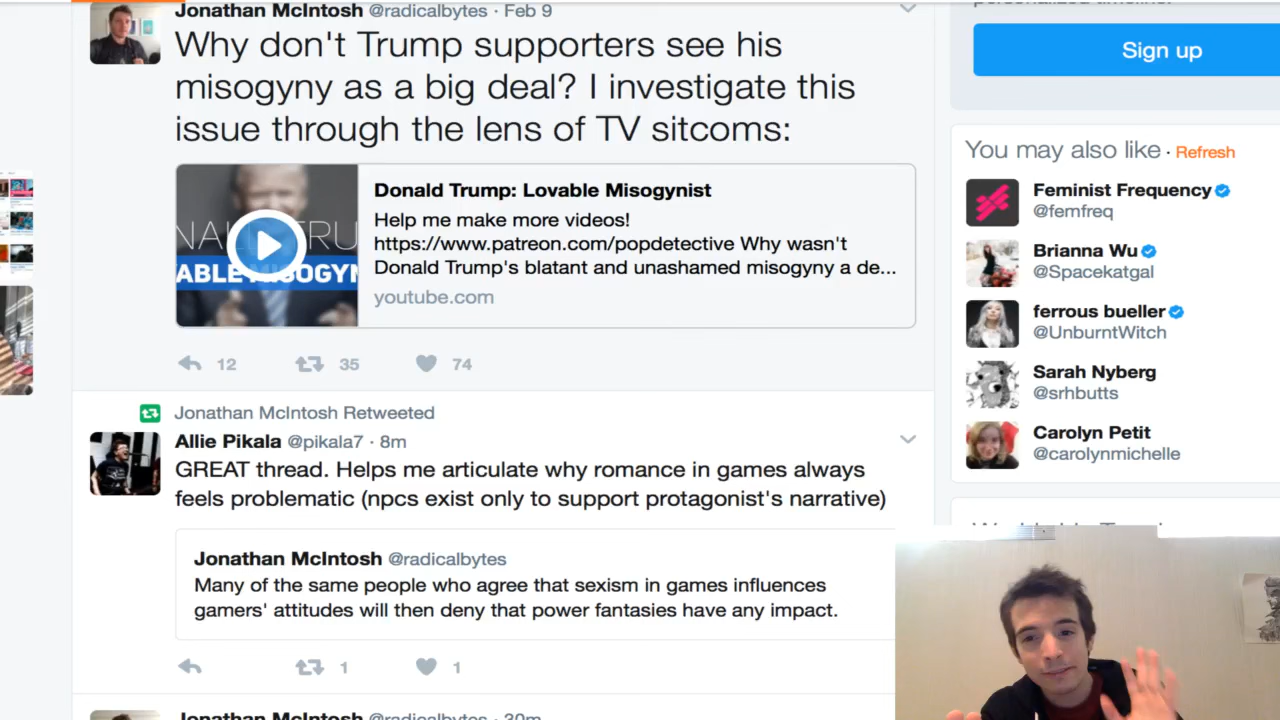 Jonathan McIntosh @radicalbytes · Feb 9
Why don't Trump supporters see his
misogyny as a big deal? I investigate this
issue through the lens of TV sitcoms:
Donald Trump: Lovable Misogynist
Help me make more videos!
https://www.patreon.com/popdetective Why wasn't
Donald Trump's blatant and unashamed misogyny a de...
youtube.com
12 35 74
Jonathan McIntosh Retweeted
Allie Pikala @pikala7 · 8m
GREAT thread. Helps me articulate why romance in games always
feels problematic (npcs exist only to support protagonist's narrative)
Jonathan McIntosh @radicalbytes
Many of the same people who agree that sexism in games influences
gamers' attitudes will then deny that power fantasies have any impact.
1 1
Jonathan McIntosh @radicalbytes · 30m
Sign up
You may also like · Refresh
Feminist Frequency
@femfreq
Brianna Wu
@Spacekatgal
ferrous bueller
@UnburntWitch
Sarah Nyberg
@srhbutts
Carolyn Petit
@carolynmichelle